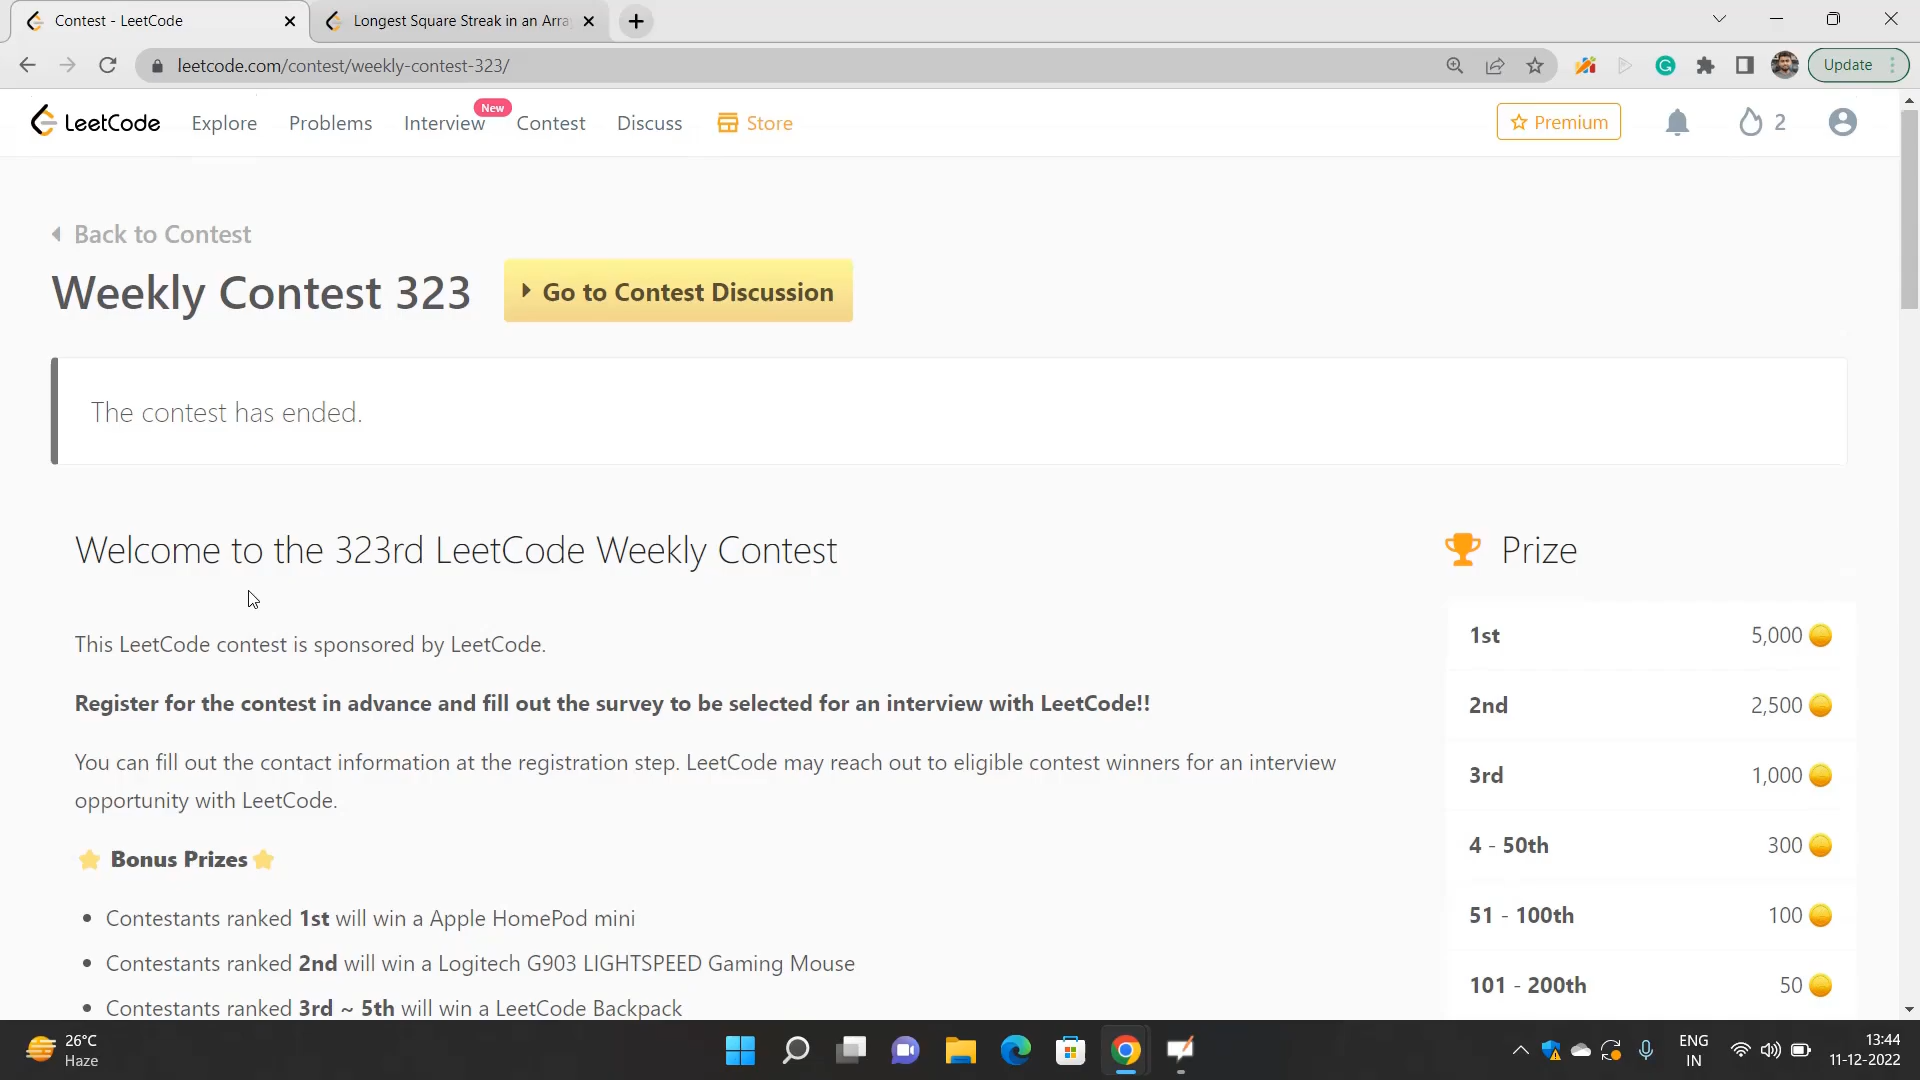 Contest - LeetCode
Longest Square Streak in an Arra
leetcode.com/contest/weekly-contest-323/
Update
LeetCode
Explore
Problems
Interview
New
Contest
Discuss
Store
Premium
2
Back to Contest
Weekly Contest 323
Go to Contest Discussion
The contest has ended.
Welcome to the 323rd LeetCode Weekly Contest
This LeetCode contest is sponsored by LeetCode.
Register for the contest in advance and fill out the survey to be selected for an interview with LeetCode!!
You can fill out the contact information at the registration step. LeetCode may reach out to eligible contest winners for an interview
opportunity with LeetCode.
Bonus Prizes
• Contestants ranked 1st will win a Apple HomePod mini
• Contestants ranked 2nd will win a Logitech G903 LIGHTSPEED Gaming Mouse
• Contestants ranked 3rd ~ 5th will win a LeetCode Backpack
Prize
1st 5,000
2nd 2,500
3rd 1,000
4 - 50th 300
51 - 100th 100
101 - 200th 50
26°C
Haze
ENG
IN
13:44
11-12-2022